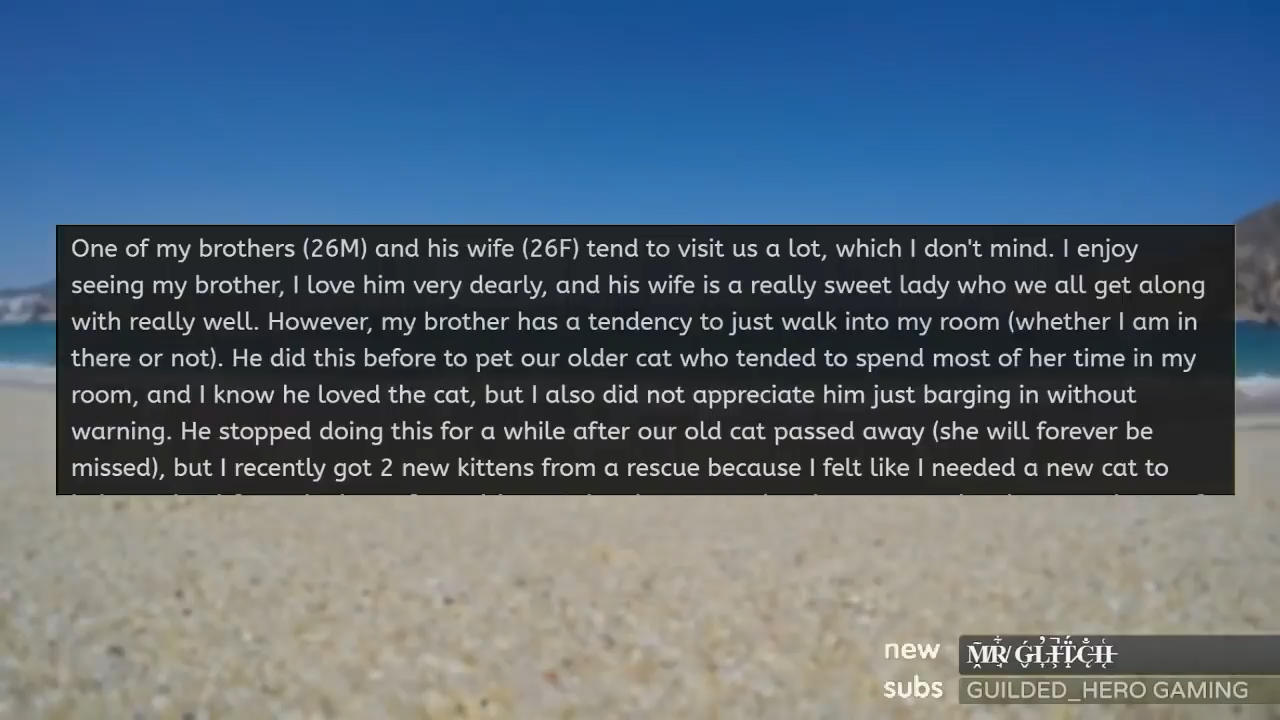 One of my brothers (26M) and his wife (26F) tend to visit us a lot, which I don't mind. I enjoy
seeing my brother, I love him very dearly, and his wife is a really sweet lady who we all get along
with really well. However, my brother has a tendency to just walk into my room (whether I am in
there or not). He did this before to pet our older cat who tended to spend most of her time in my
room, and I know he loved the cat, but I also did not appreciate him just barging in without
warning. He stopped doing this for a while after our old cat passed away (she will forever be
missed), but I recently got 2 new kittens from a rescue because I felt like I needed a new cat to
new
MR GLITCH
subs
GUILDED_HERO GAMING